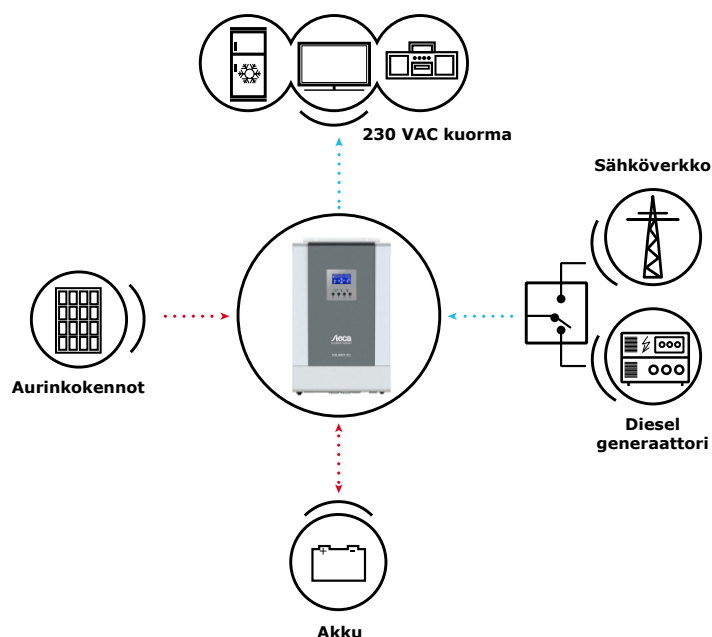 230 VAC kuorma
Sähköverkko
Steca
Aurinkokennot
Diesel
generaattori
+ -
Akku